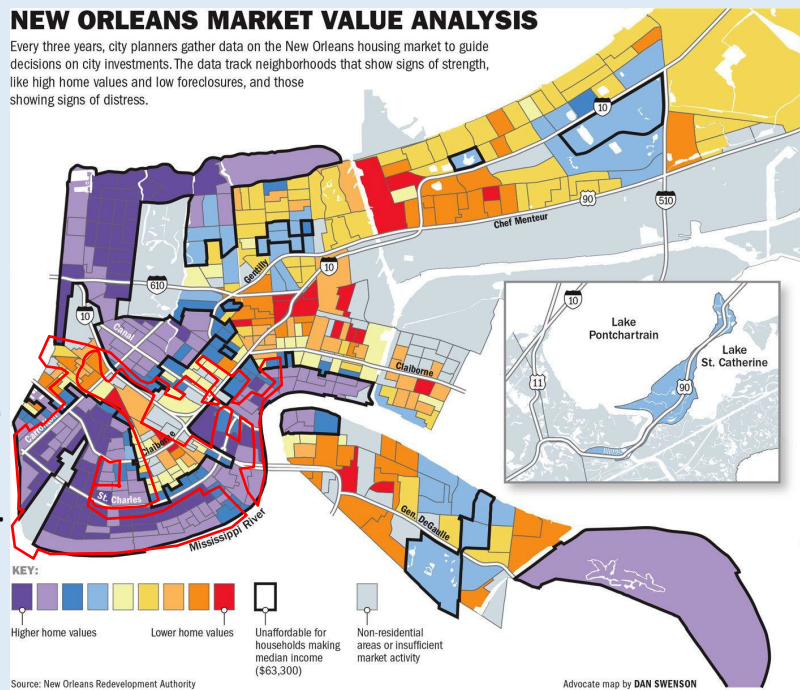 NEW ORLEANS MARKET VALUE ANALYSIS
Every three years, city planners gather data on the New Orleans housing market to guide
decisions on city investments. The data track neighborhoods that show signs of strength,
like high home values and low foreclosures, and those
showing signs of distress.
10
90
510
Chef Menteur
Gentilly
10
610
10
Canal
Claiborne
Carrollton
Claiborne
St. Charles
Mississippi River
Gen. DeGaulle
10
Lake
Pontchartrain
Lake
St. Catherine
11
90
KEY:
Higher home values
Lower home values
Unaffordable for
households making
median income
($63,300)
Non-residential
areas or insufficient
market activity
Source: New Orleans Redevelopment Authority
Advocate map by DAN SWENSON